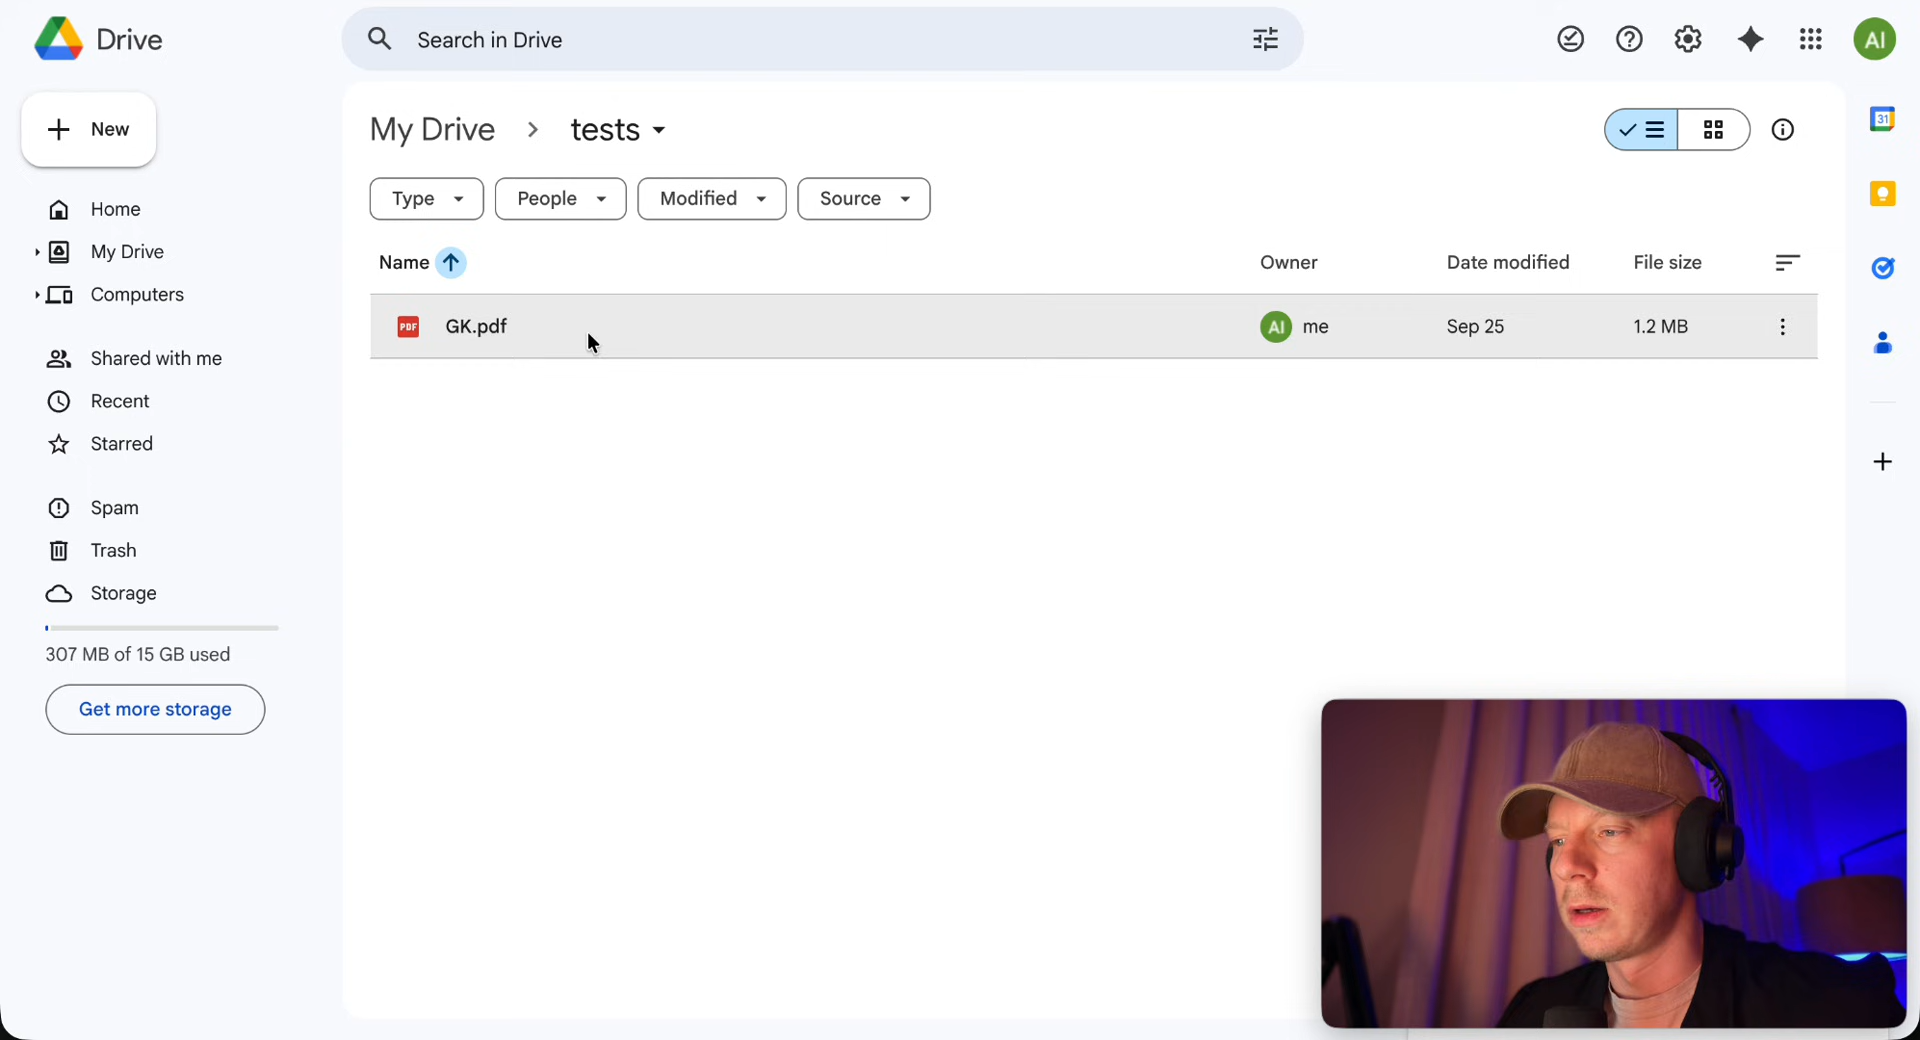 Drive
Search in Drive
AI
New
My Drive
tests
31
Type
People
Modified
Source
Home
My Drive
Computers
Name
Owner
Date modified
File size
PDF
GK.pdf
AI
me
Sep 25
1.2 MB
Shared with me
Recent
Starred
Spam
Trash
Storage
307 MB of 15 GB used
Get more storage